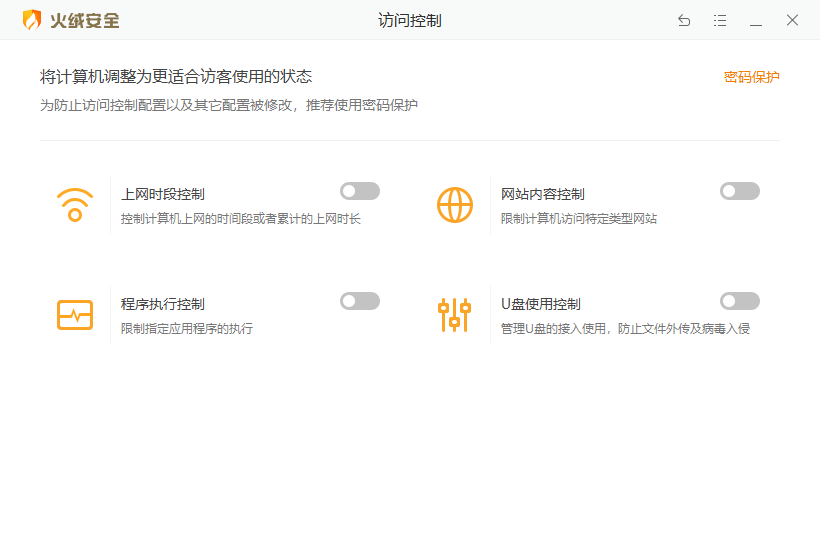 火绒安全
访问控制
将计算机调整为更适合访客使用的状态
密码保护
为防止访问控制配置以及其它配置被修改，推荐使用密码保护
上网时段控制
控制计算机上网的时间段或者累计的上网时长
网站内容控制
限制计算机访问特定类型网站
程序执行控制
限制指定应用程序的执行
U盘使用控制
管理U盘的接入使用，防止文件外传及病毒入侵